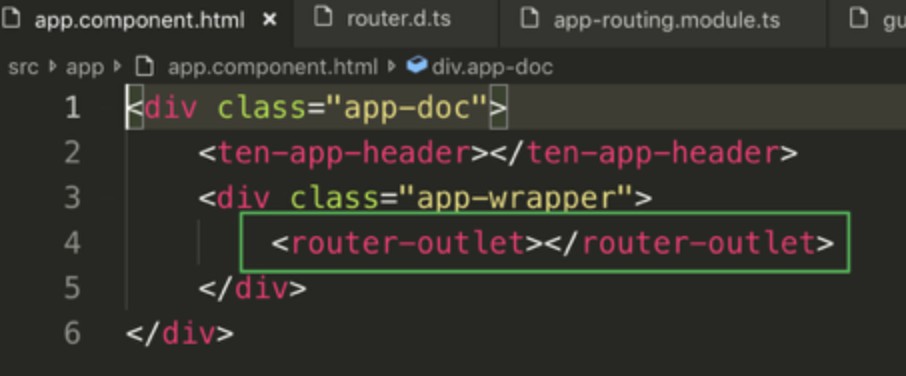 app.component.html × router.d.ts app-routing.module.ts gu
src app app.component.html div.app-doc
1 <div class="app-doc">
2 <ten-app-header></ten-app-header>
3 <div class="app-wrapper">
4 <router-outlet></router-outlet>
5 </div>
6 </div>